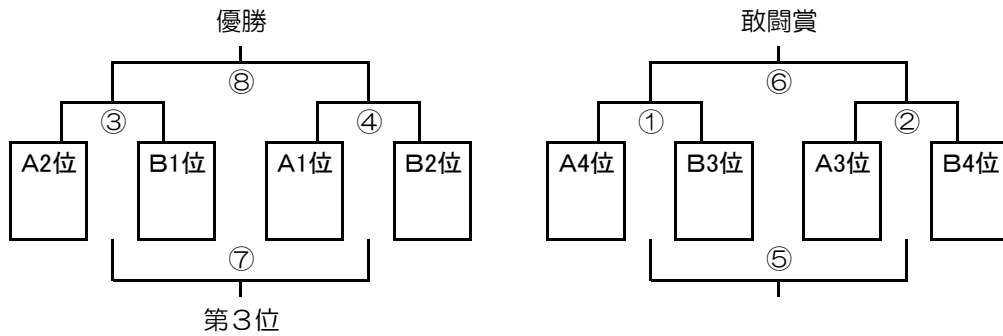 優勝
⑧
③ ④
A2位 B1位 A1位 B2位
⑦
第3位
敢闘賞
⑥
① ②
A4位 B3位 A3位 B4位
⑤